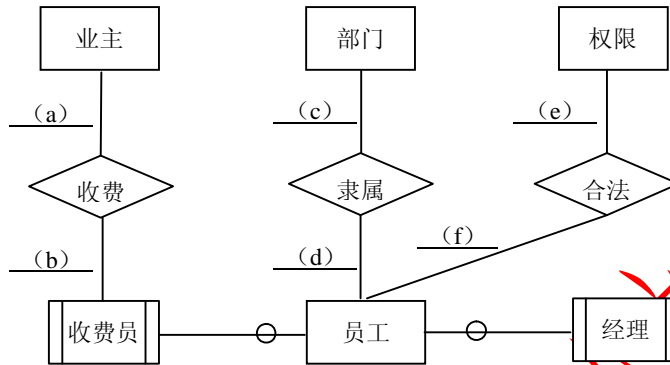 业主 部门 权限
（a） （c） （e）
收费 隶属 合法
（f）
（b） （d）
收费员 员工 经理